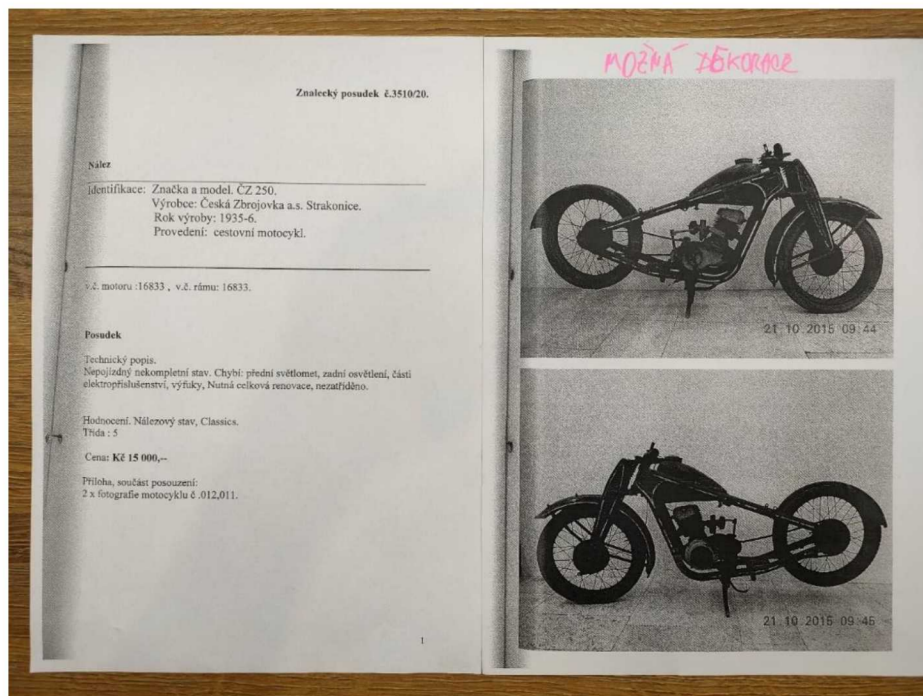 Znalecký posudek č.3510/20.
Nález
Identifikace: Značka a model. ČZ 250.
Výrobce: Česká Zbrojovka a.s. Strakonice.
Rok výroby: 1935-6.
Provedení: cestovní motocykl.
v.č. motoru :16833 , v.č. rámu: 16833.
Posudek
Technický popis.
Nepojízdný nekompletní stav. Chybí: přední světlomet, zadní osvětlení, části
elektropříslušenství, výfuky, Nutná celková renovace, nezatříděno.
Hodnocení. Nálezový stav, Classics.
Třída : 5
Cena: Kč 15 000,--
Příloha, součást posouzení:
2 x fotografie motocyklu č .012,011.
1
MOŽNÁ DEKORACE
21 10 2015 09 44
21 10 2015 09 45